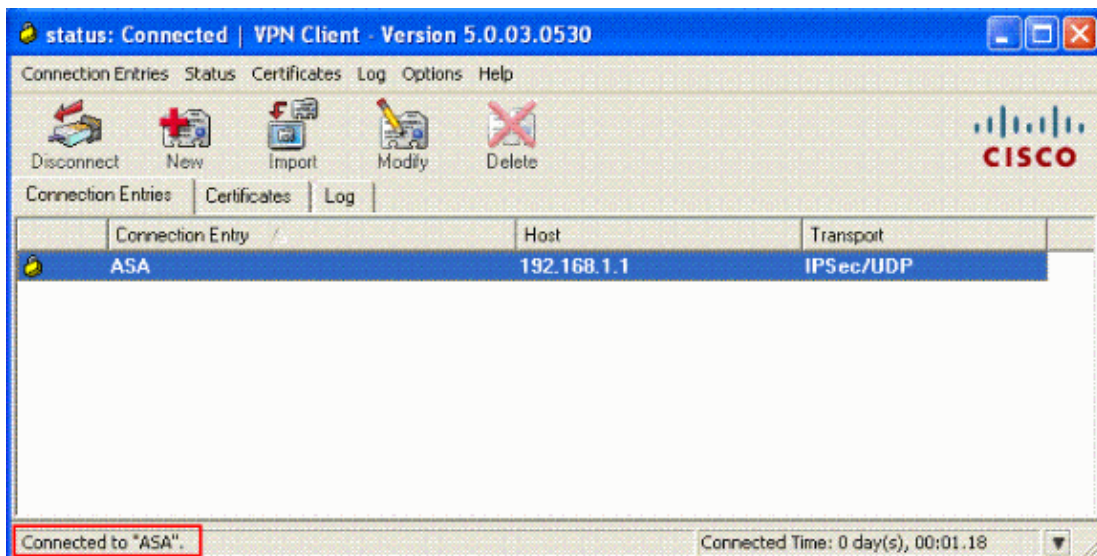 status: Connected | VPN Client - Version 5.0.03.0530
Connection Entries Status Certificates Log Options Help
Disconnect New Import Modify Delete
CISCO
Connection Entries Certificates Log
Connection Entry Host Transport
ASA 192.168.1.1 IPSec/UDP
Connected to "ASA". Connected Time: 0 day(s), 00:01.18